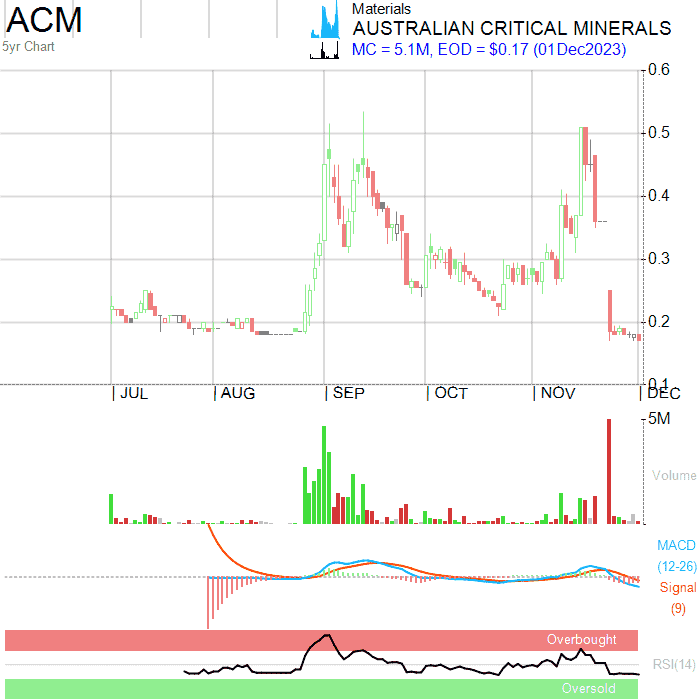 ACM
Materials
AUSTRALIAN CRITICAL MINERALS
5yr Chart
MC = 5.1M, EOD = $0.17 (01Dec2023)
0.6
0.5
0.4
0.3
0.2
0.1
JUL AUG SEP OCT NOV DEC
5M
Volume
MACD
(12-26)
Signal
(9)
Overbought
RSI(14)
Oversold